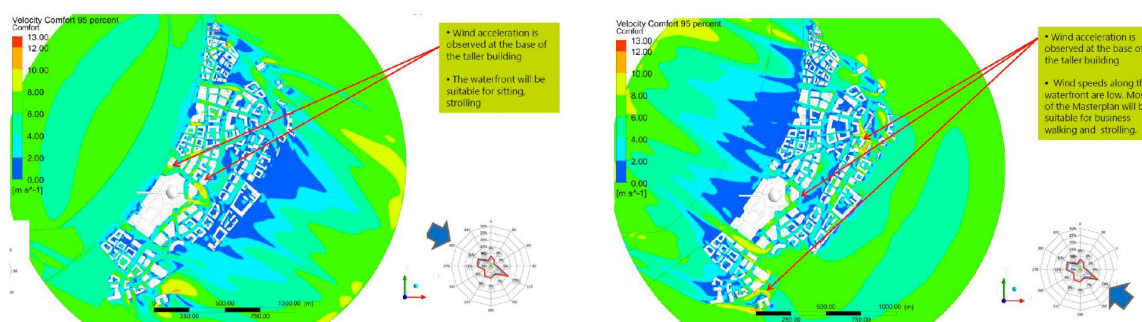 Velocity Comfort 95 percent
Comfort
13.00
12.00
10.00
8.00
6.00
4.00
2.00
0.00
[m s^-1]
• Wind acceleration is
observed at the base of
the taller building
• The waterfront will be
suitable for sitting,
strolling
0
500.00
1000.00 (m)
250.00
750.00
Velocity Comfort 95 percent
Comfort
13.00
12.00
10.00
8.00
6.00
4.00
2.00
0.00
[m s^-1]
• Wind acceleration is
observed at the base of
the taller building
• Wind speeds along th
waterfront are low. Mos
of the Masterplan will b
suitable for business
walking and strolling.
0
500.00
1000.00 (m)
250.00
750.00